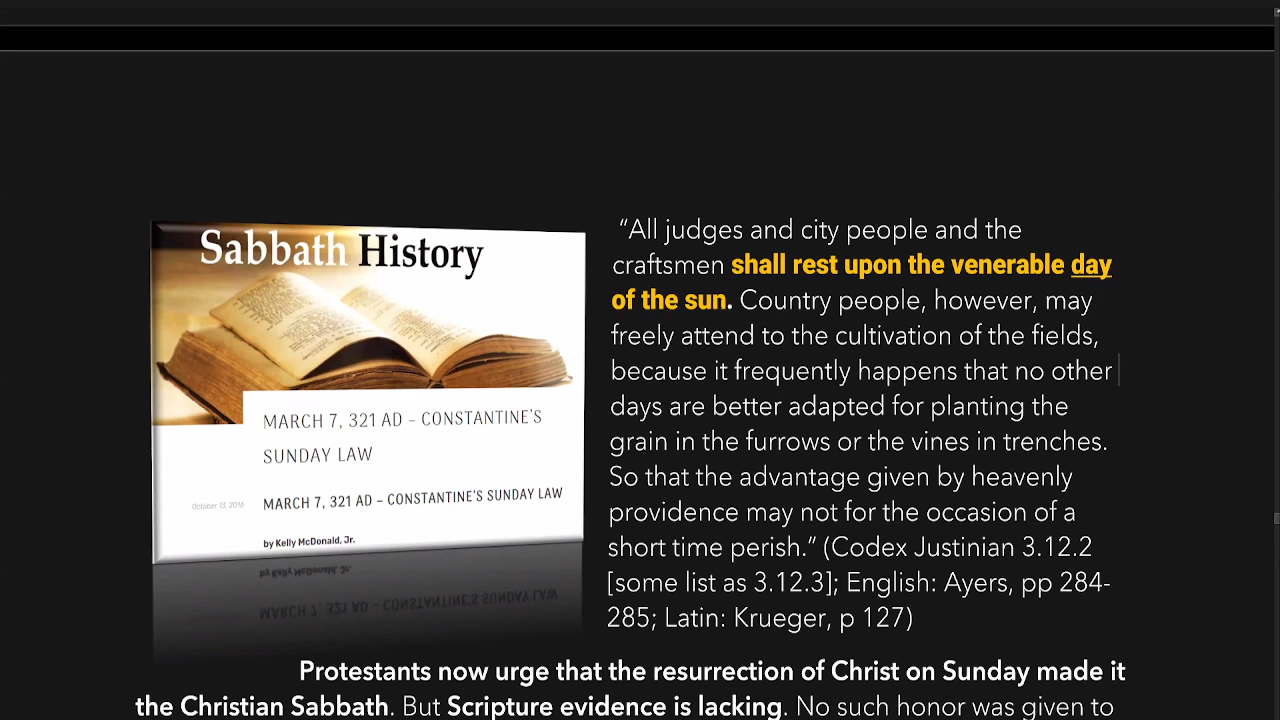 Sabbath History
MARCH 7, 321 AD – CONSTANTINE'S
SUNDAY LAW
October 13, 2016
MARCH 7, 321 AD – CONSTANTINE'S SUNDAY LAW
by Kelly McDonald, Jr.
“All judges and city people and the
craftsmen shall rest upon the venerable day
of the sun. Country people, however, may
freely attend to the cultivation of the fields,
because it frequently happens that no other
days are better adapted for planting the
grain in the furrows or the vines in trenches.
So that the advantage given by heavenly
providence may not for the occasion of a
short time perish.” (Codex Justinian 3.12.2
[some list as 3.12.3]; English: Ayers, pp 284-
285; Latin: Krueger, p 127)
Protestants now urge that the resurrection of Christ on Sunday made it
the Christian Sabbath. But Scripture evidence is lacking. No such honor was given to